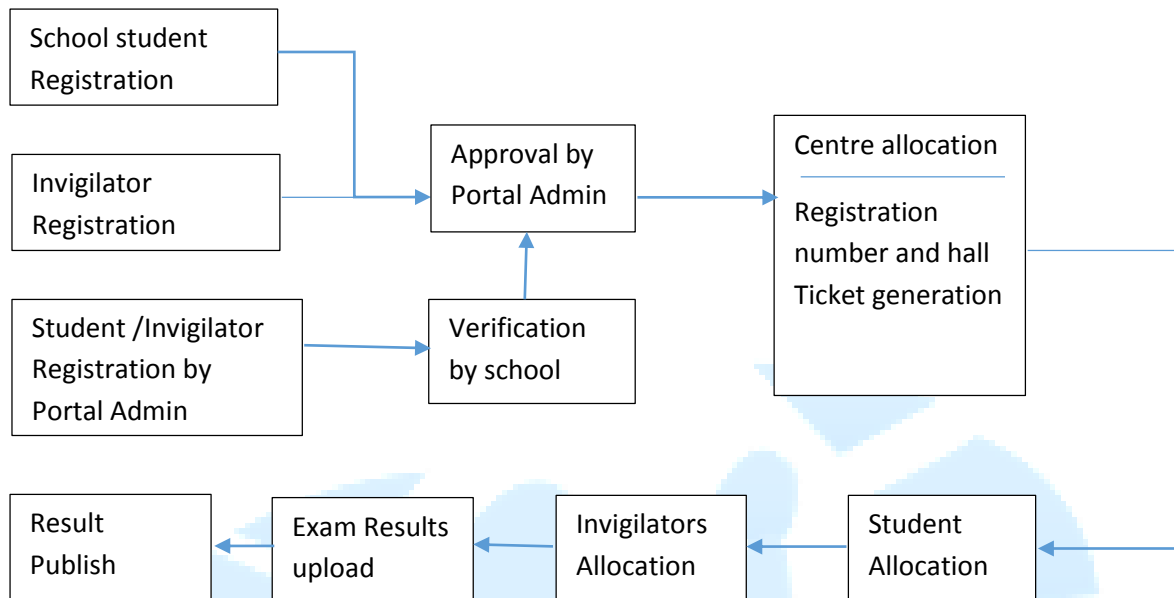 School student
Registration
Invigilator
Registration
Student /Invigilator
Registration by
Portal Admin
Approval by
Portal Admin
Verification
by school
Centre allocation
Registration
number and hall
Ticket generation
Result
Publish
Exam Results
upload
Invigilators
Allocation
Student
Allocation